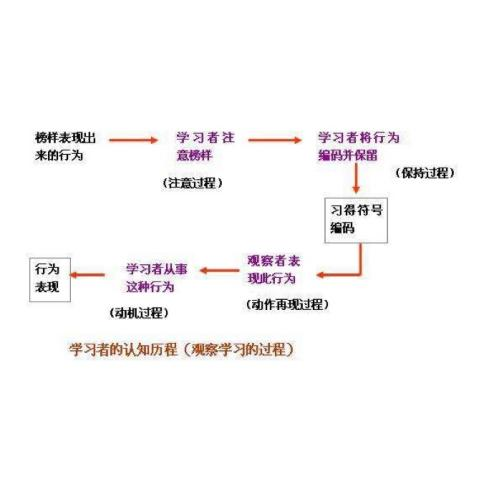 榜样表现出
来的行为
学习者注
意榜样
(注意过程)
学习者将行为
编码并保留
(保持过程)
习得符号
编码
观察者表
现此行为
(动作再现过程)
学习者从事
这种行为
(动机过程)
行为
表现
学习者的认知历程(观察学习的过程)